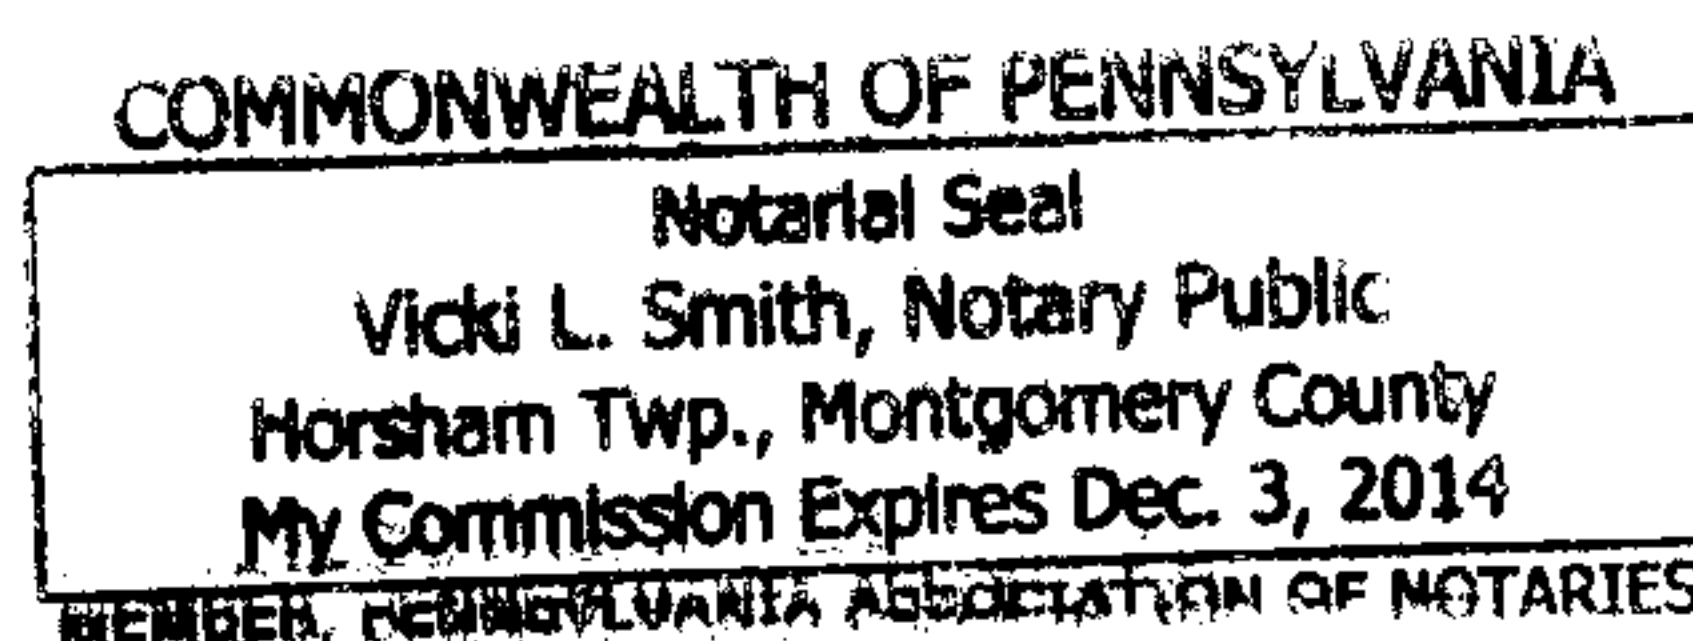 COMMONWEALTH OF PENNSYLVANIA
Notarial Seal
Vicki L. Smith, Notary Public
Horsham Twp., Montgomery County
My Commission Expires Dec. 3, 2014
MEMBER, PENNSYLVANIA ASSOCIATION OF NOTARIES